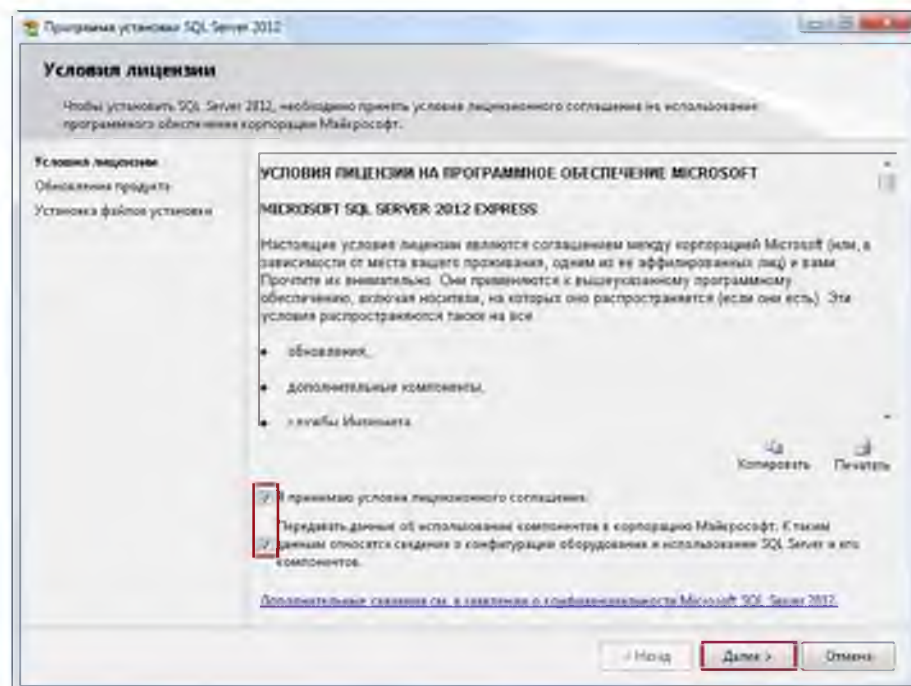 Программа установки SQL Server 2012
Условия лицензии
Чтобы установить SQL Server 2012, необходимо принять условия лицензионного соглашения на использование
программного обеспечения корпорации Майкрософт.
Условия лицензии
Обновления продукта
Установка файлов установки
УСЛОВИЯ ЛИЦЕНЗИИ НА ПРОГРАММНОЕ ОБЕСПЕЧЕНИЕ MICROSOFT
MICROSOFT SQL SERVER 2012 EXPRESS
Настоящие условия лицензии являются соглашением между корпорацией Microsoft (или, в
зависимости от места вашего проживания, одним из ее аффилированных лиц) и вами.
Прочтите их внимательно. Они применяются к вышеуказанному программному
обеспечению, включая носители, на которых оно распространяется (если они есть). Эти
условия распространяются также на все
• обновления,
• дополнительные компоненты,
• службы Интернета
Копировать Печатать
Я принимаю условия лицензионного соглашения.
Передавать данные об использовании компонентов в корпорацию Майкрософт. К таким
данным относятся сведения о конфигурации оборудования и использовании SQL Server и его
компонентов.
Дополнительные сведения см. в заявлении о конфиденциальности Microsoft SQL Server 2012.
< Назад Далее > Отмена